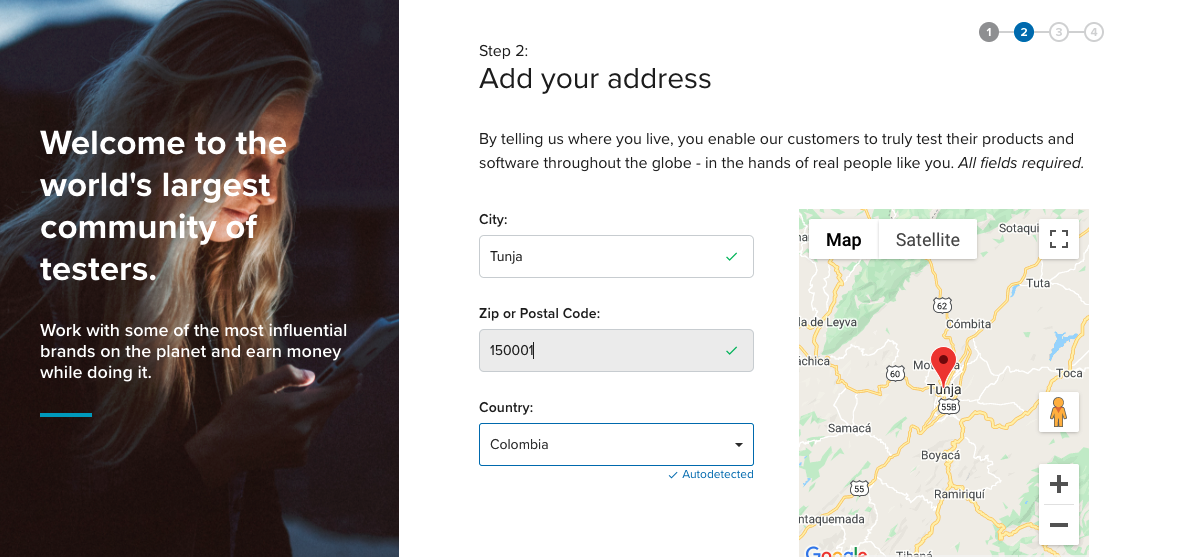 Welcome to the
world's largest
community of
testers.
Work with some of the most influential
brands on the planet and earn money
while doing it.
1 2 3 4
Step 2:
Add your address
By telling us where you live, you enable our customers to truly test their products and
software throughout the globe - in the hands of real people like you. All fields required.
City:
Tunja
Zip or Postal Code:
150001
Country:
Colombia
Autodetected
Map Satellite
Sotaqui
Tuta
62
la de Leyva
Cómbita
áchica
60
Tunja
Toca
55B
Samacá
Boyacá
55
Ramiriquí
ntaquemada
Google